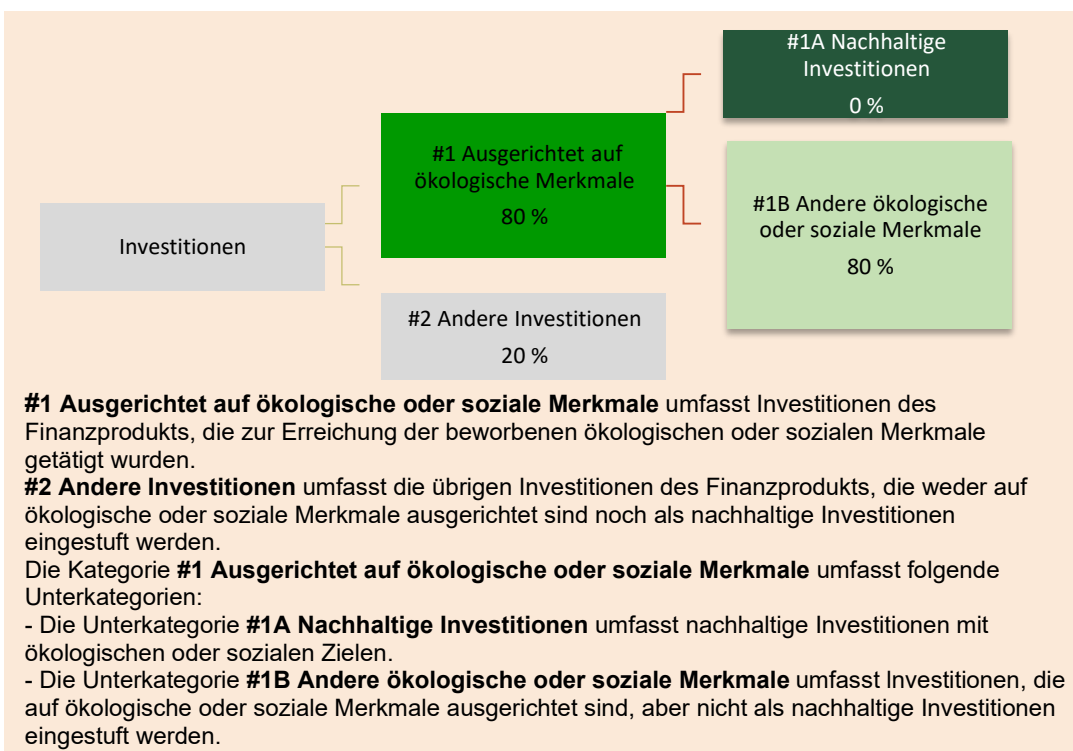 #1A Nachhaltige
Investitionen
0 %
#1 Ausgerichtet auf
ökologische Merkmale
80 %
#1B Andere ökologische
oder soziale Merkmale
80 %
Investitionen
#2 Andere Investitionen
20 %
#1 Ausgerichtet auf ökologische oder soziale Merkmale umfasst Investitionen des
Finanzprodukts, die zur Erreichung der beworbenen ökologischen oder sozialen Merkmale
getätigt wurden.
#2 Andere Investitionen umfasst die übrigen Investitionen des Finanzprodukts, die weder auf
ökologische oder soziale Merkmale ausgerichtet sind noch als nachhaltige Investitionen
eingestuft werden.
Die Kategorie #1 Ausgerichtet auf ökologische oder soziale Merkmale umfasst folgende
Unterkategorien:
- Die Unterkategorie #1A Nachhaltige Investitionen umfasst nachhaltige Investitionen mit
ökologischen oder sozialen Zielen.
- Die Unterkategorie #1B Andere ökologische oder soziale Merkmale umfasst Investitionen, die
auf ökologische oder soziale Merkmale ausgerichtet sind, aber nicht als nachhaltige Investitionen
eingestuft werden.